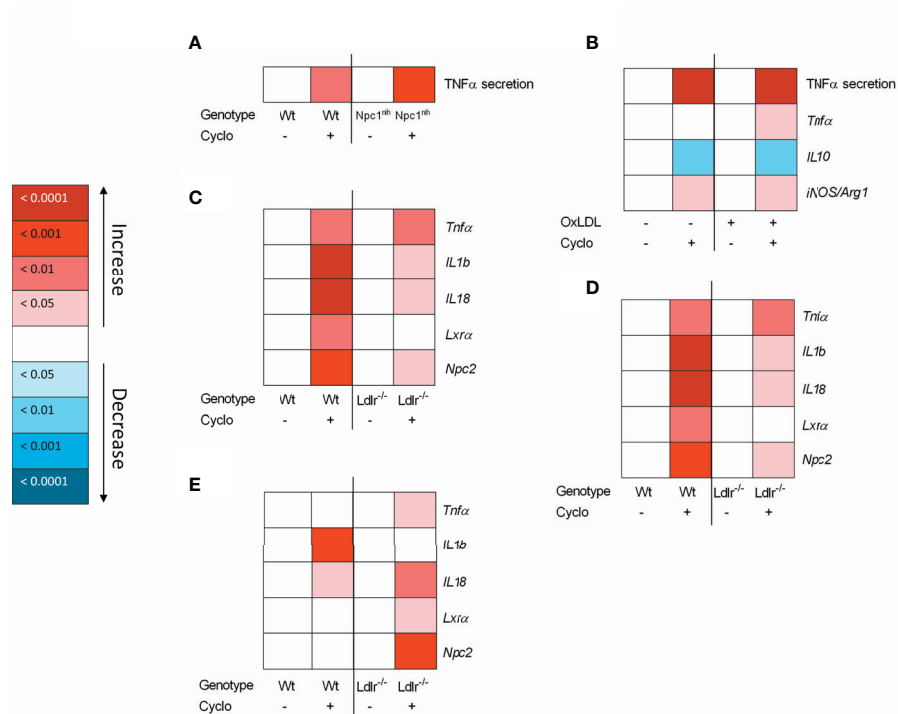 A
TNFα secretion
Genotype Wt Wt Npc1nih Npc1nih
Cyclo - + - +
B
TNFα secretion
Tnfα
IL10
iNOS/Arg1
OxLDL - - + +
Cyclo - + - +
< 0.0001
< 0.001
< 0.01
< 0.05
< 0.05
< 0.01
< 0.001
< 0.0001
Increase
Decrease
C
Tnfα
IL1b
IL18
Lxrα
Npc2
Genotype Wt Wt Ldlr-/- Ldlr-/-
Cyclo - + - +
D
Tnfα
IL1b
IL18
Lxrα
Npc2
Genotype Wt Wt Ldlr-/- Ldlr-/-
Cyclo - + - +
E
Tnfα
IL1b
IL18
Lxrα
Npc2
Genotype Wt Wt Ldlr-/- Ldlr-/-
Cyclo - + - +